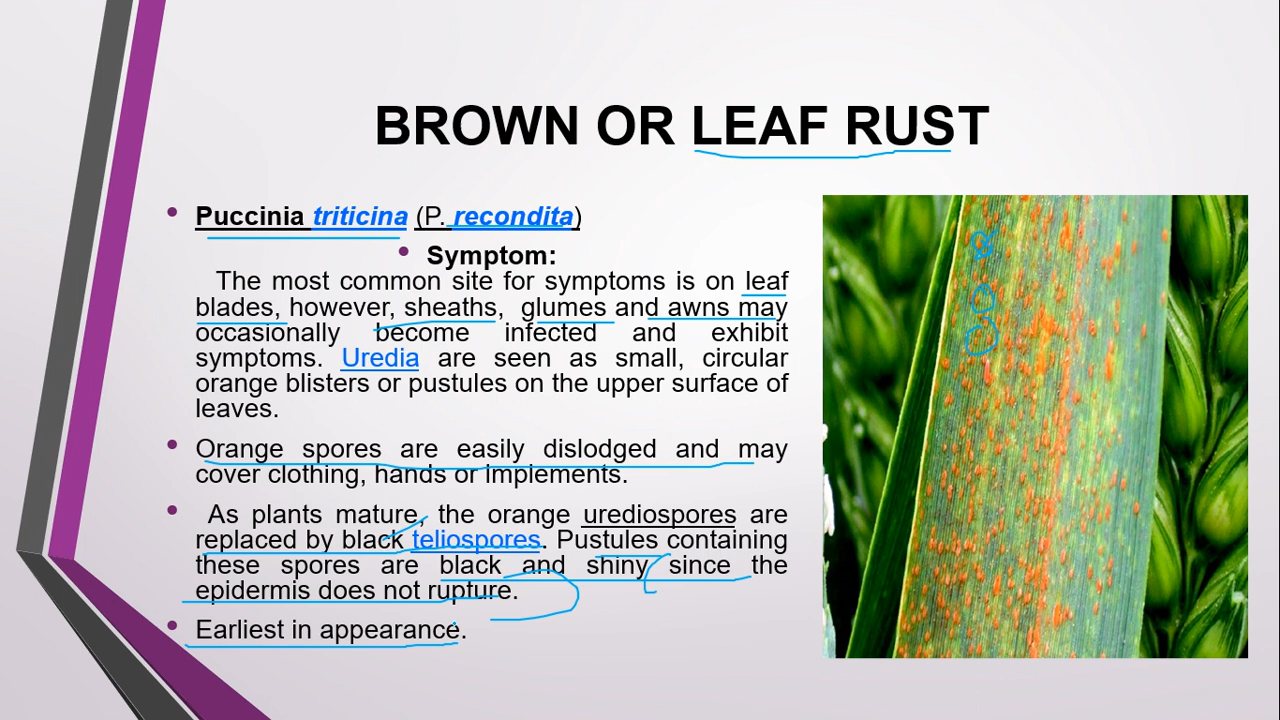 BROWN OR LEAF RUST
• Puccinia triticina (P. recondita)
• Symptom:
The most common site for symptoms is on leaf
blades, however, sheaths, glumes and awns may
occasionally become infected and exhibit
symptoms. Uredia are seen as small, circular
orange blisters or pustules on the upper surface of
leaves.
• Orange spores are easily dislodged and may
cover clothing, hands or implements.
• As plants mature, the orange urediospores are
replaced by black teliospores. Pustules containing
these spores are black and shiny since the
epidermis does not rupture.
• Earliest in appearance.